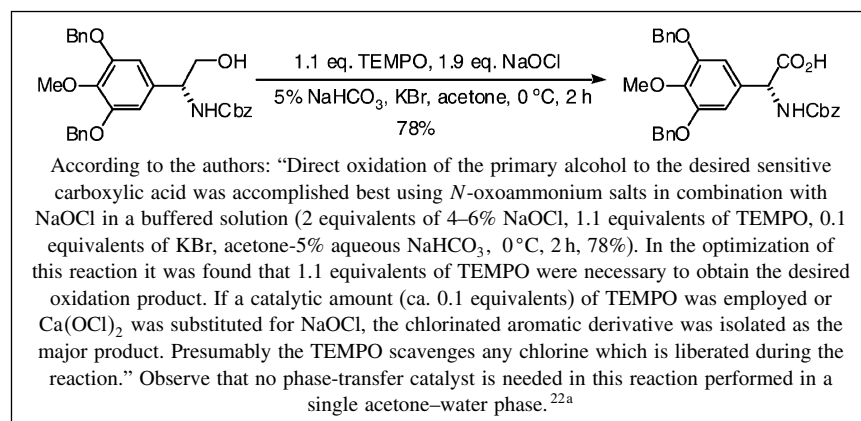 BnO
MeO
BnO
OH
NHCbz
1.1 eq. TEMPO, 1.9 eq. NaOCl
5% NaHCO₃, KBr, acetone, 0 °C, 2 h
78%
BnO
MeO
BnO
CO₂H
NHCbz
According to the authors: “Direct oxidation of the primary alcohol to the desired sensitive
carboxylic acid was accomplished best using N-oxoammonium salts in combination with
NaOCl in a buffered solution (2 equivalents of 4–6% NaOCl, 1.1 equivalents of TEMPO, 0.1
equivalents of KBr, acetone-5% aqueous NaHCO₃, 0°C, 2 h, 78%). In the optimization of
this reaction it was found that 1.1 equivalents of TEMPO were necessary to obtain the desired
oxidation product. If a catalytic amount (ca. 0.1 equivalents) of TEMPO was employed or
Ca(OCl)₂ was substituted for NaOCl, the chlorinated aromatic derivative was isolated as the
major product. Presumably the TEMPO scavenges any chlorine which is liberated during the
reaction.” Observe that no phase-transfer catalyst is needed in this reaction performed in a
single acetone–water phase.²²ᵃ